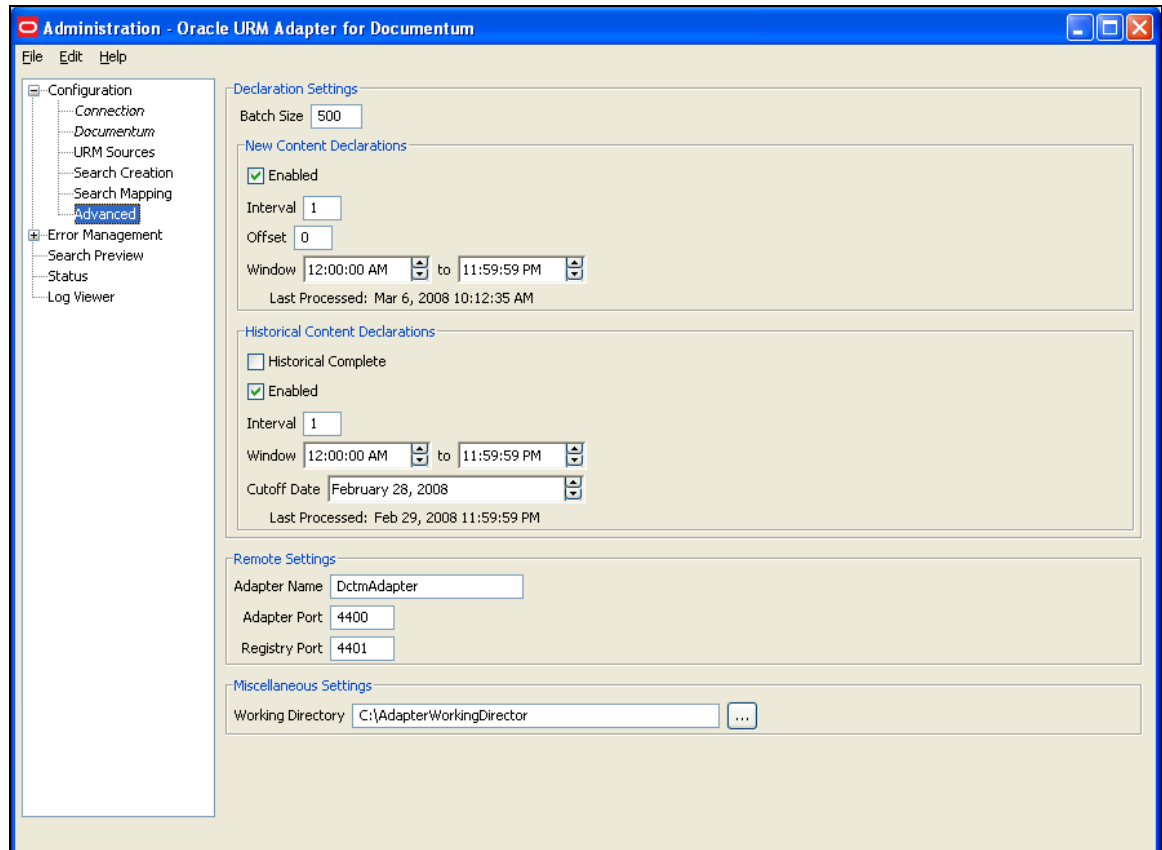 Administration - Oracle URM Adapter for Documentum
File Edit Help
Configuration
Connection
Documentum
URM Sources
Search Creation
Search Mapping
Advanced
Error Management
Search Preview
Status
Log Viewer
Declaration Settings
Batch Size 500
New Content Declarations
Enabled
Interval 1
Offset 0
Window 12:00:00 AM to 11:59:59 PM
Last Processed: Mar 6, 2008 10:12:35 AM
Historical Content Declarations
Historical Complete
Enabled
Interval 1
Window 12:00:00 AM to 11:59:59 PM
Cutoff Date February 28, 2008
Last Processed: Feb 29, 2008 11:59:59 PM
Remote Settings
Adapter Name DctmAdapter
Adapter Port 4400
Registry Port 4401
Miscellaneous Settings
Working Directory C:\AdapterWorkingDirector ...